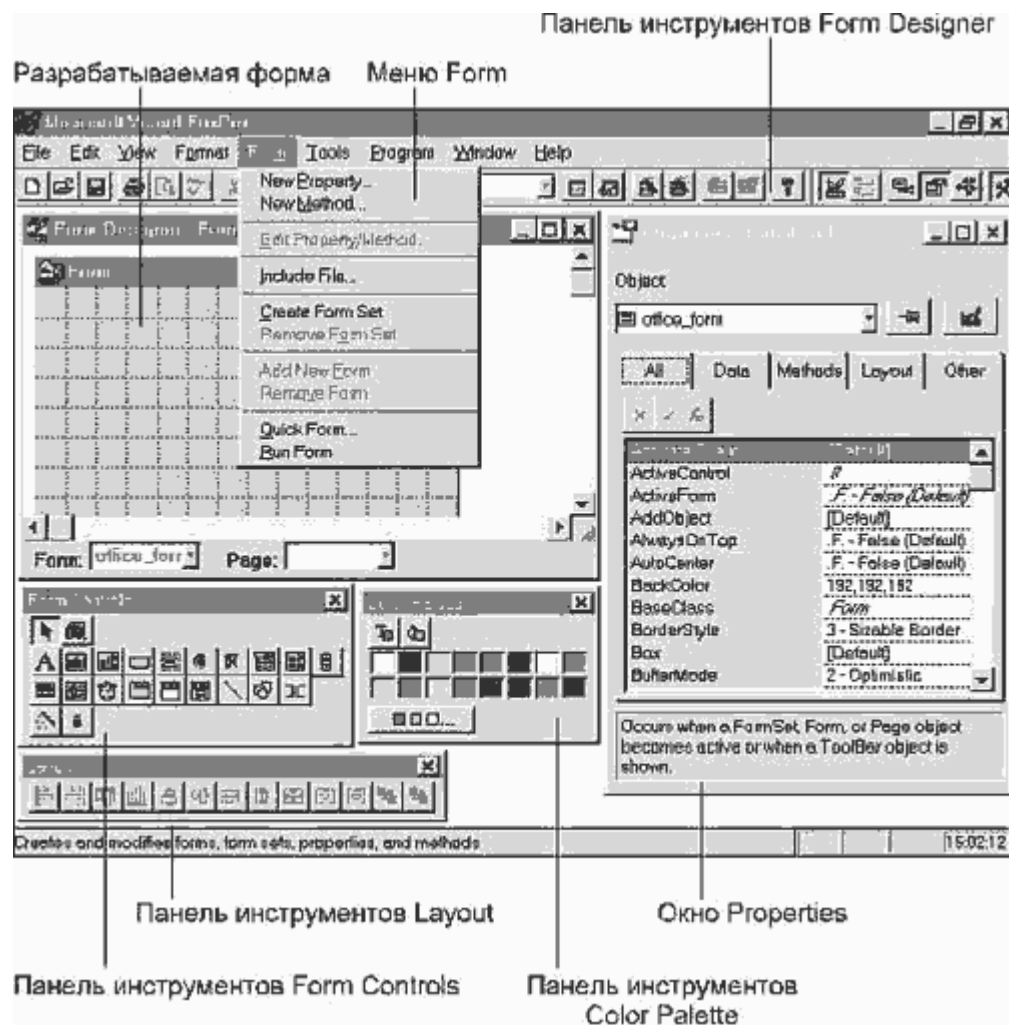 Панель инструментов Form Designer
Разрабатываемая форма
Меню Form
File Edit View Format Tools Program Window Help
New Property...
New Method...
Edit Property/Method...
Include File...
Create Form Set
Remove Form Set
Add New Form
Remove Form
Quick Form...
Run Form
Form Designer - Form
Form
Form: office_form Page:
Object
office_form
All Data Methods Layout Other
ActiveControl
ActiveForm .F. - False (Default)
AddObject [Default]
AlwaysOnTop .F. - False (Default)
AutoCenter .F. - False (Default)
BackColor 192,192,192
BaseClass Form
BorderStyle 3 - Sizable Border
Box [Default]
BufferMode 2 - Optimistic
Occurs when a FormSet, Form, or Page object
becomes active or when a ToolBar object is
shown.
Creates and modifies forms, form sets, properties, and methods
15:02:12
Панель инструментов Layout
Окно Properties
Панель инструментов Form Controls
Панель инструментов
Color Palette